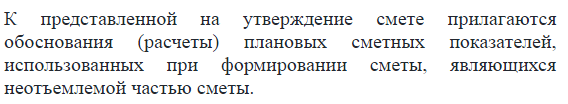 К представленной на утверждение смете прилагаются
обоснования (расчеты) плановых сметных показателей,
использованных при формировании сметы, являющихся
неотъемлемой частью сметы.